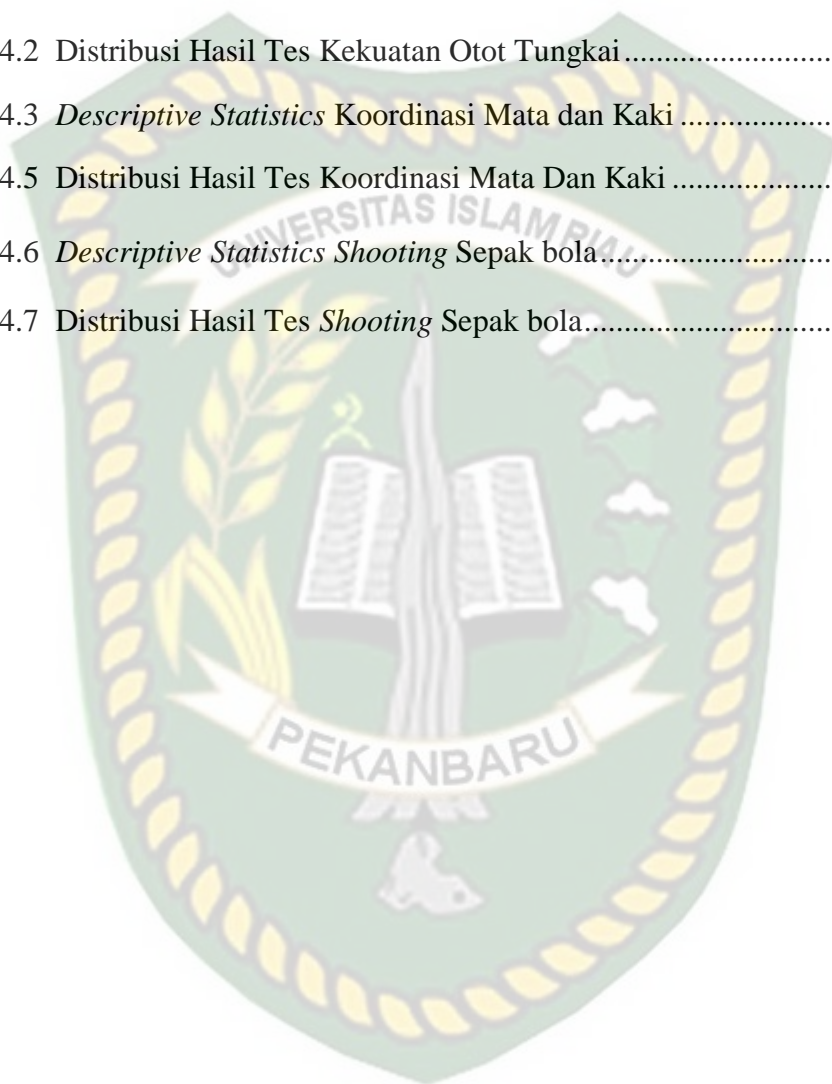 4.2 Distribusi Hasil Tes Kekuatan Otot Tungkai..........................
4.3 Descriptive Statistics Koordinasi Mata dan Kaki...................
4.5 Distribusi Hasil Tes Koordinasi Mata Dan Kaki....................
UNIVERSITAS ISLAM RIAU
4.6 Descriptive Statistics Shooting Sepak bola.............................
4.7 Distribusi Hasil Tes Shooting Sepak bola...............................
PEKANBARU